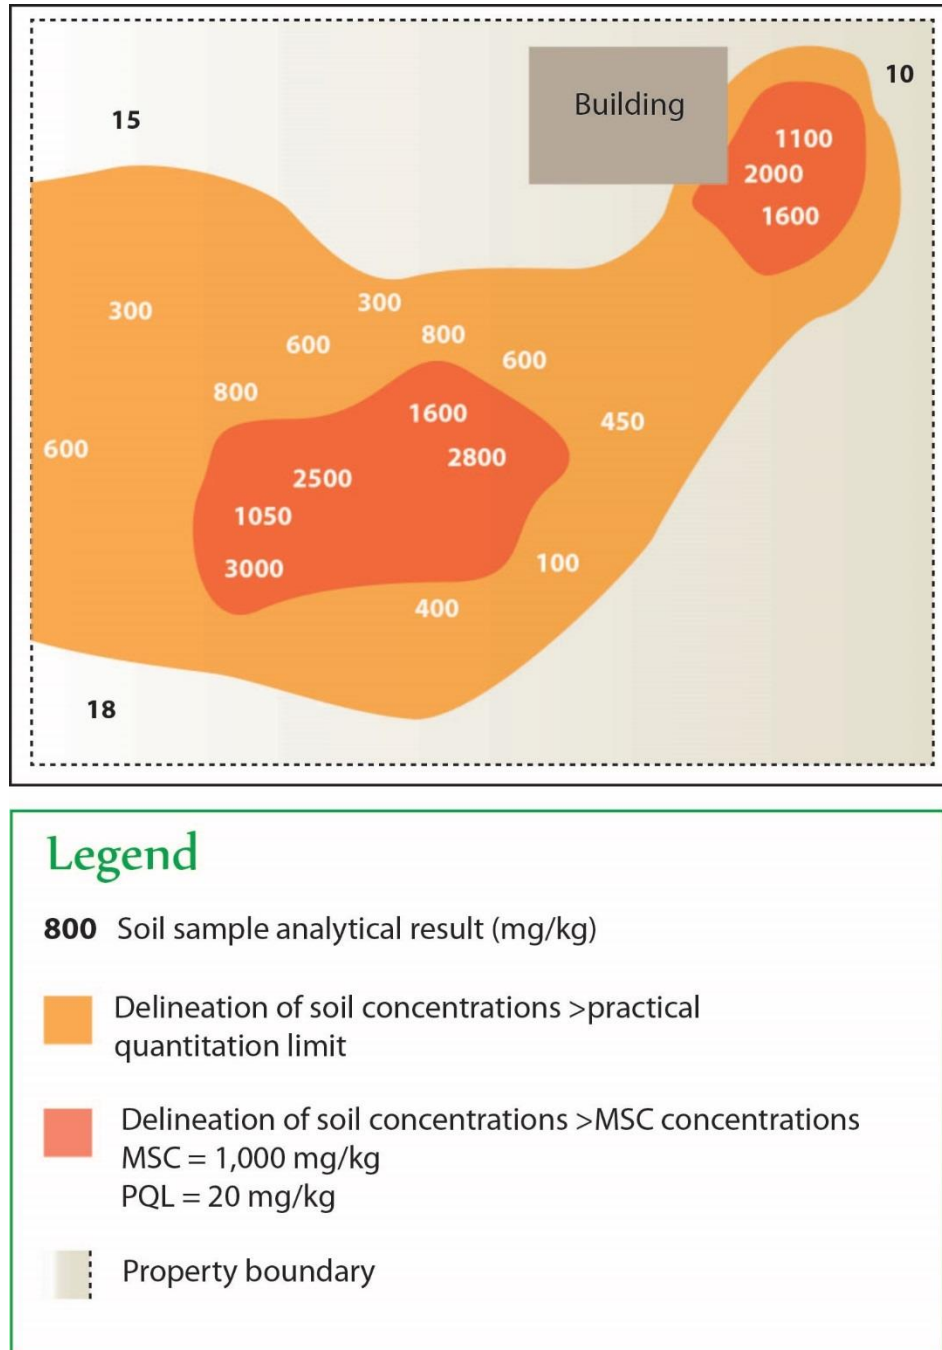 Building
10
15
1100
2000
1600
300
300
600
800
600
800
1600
450
600
2800
2500
1050
3000
100
400
18
Legend
800 Soil sample analytical result (mg/kg)
Delineation of soil concentrations >practical
quantitation limit
Delineation of soil concentrations >MSC concentrations
MSC = 1,000 mg/kg
PQL = 20 mg/kg
Property boundary